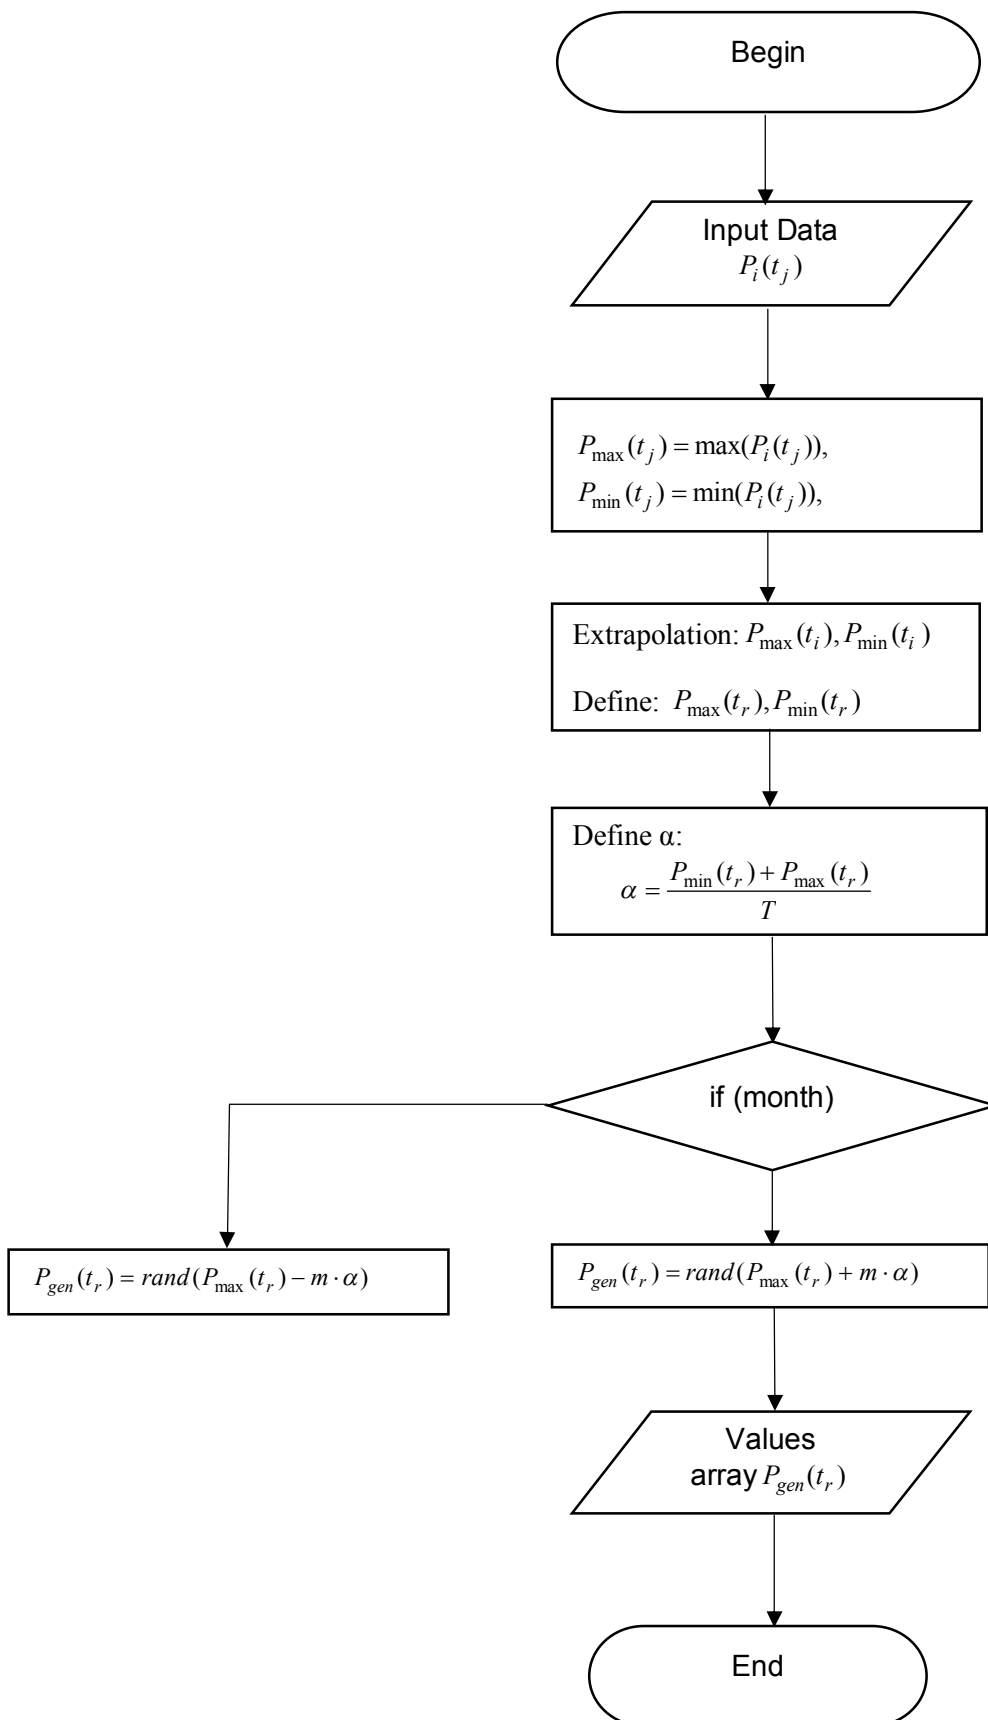 Begin
Input Data
P_i(t_j)
P_max(t_j) = max(P_i(t_j)),
P_min(t_j) = min(P_i(t_j)),
Extrapolation: P_max(t_i), P_min(t_i)
Define: P_max(t_r), P_min(t_r)
Define α:
α = (P_min(t_r) + P_max(t_r)) / T
if (month)
P_gen(t_r) = rand(P_max(t_r) − m · α)
P_gen(t_r) = rand(P_max(t_r) + m · α)
Values
array P_gen(t_r)
End